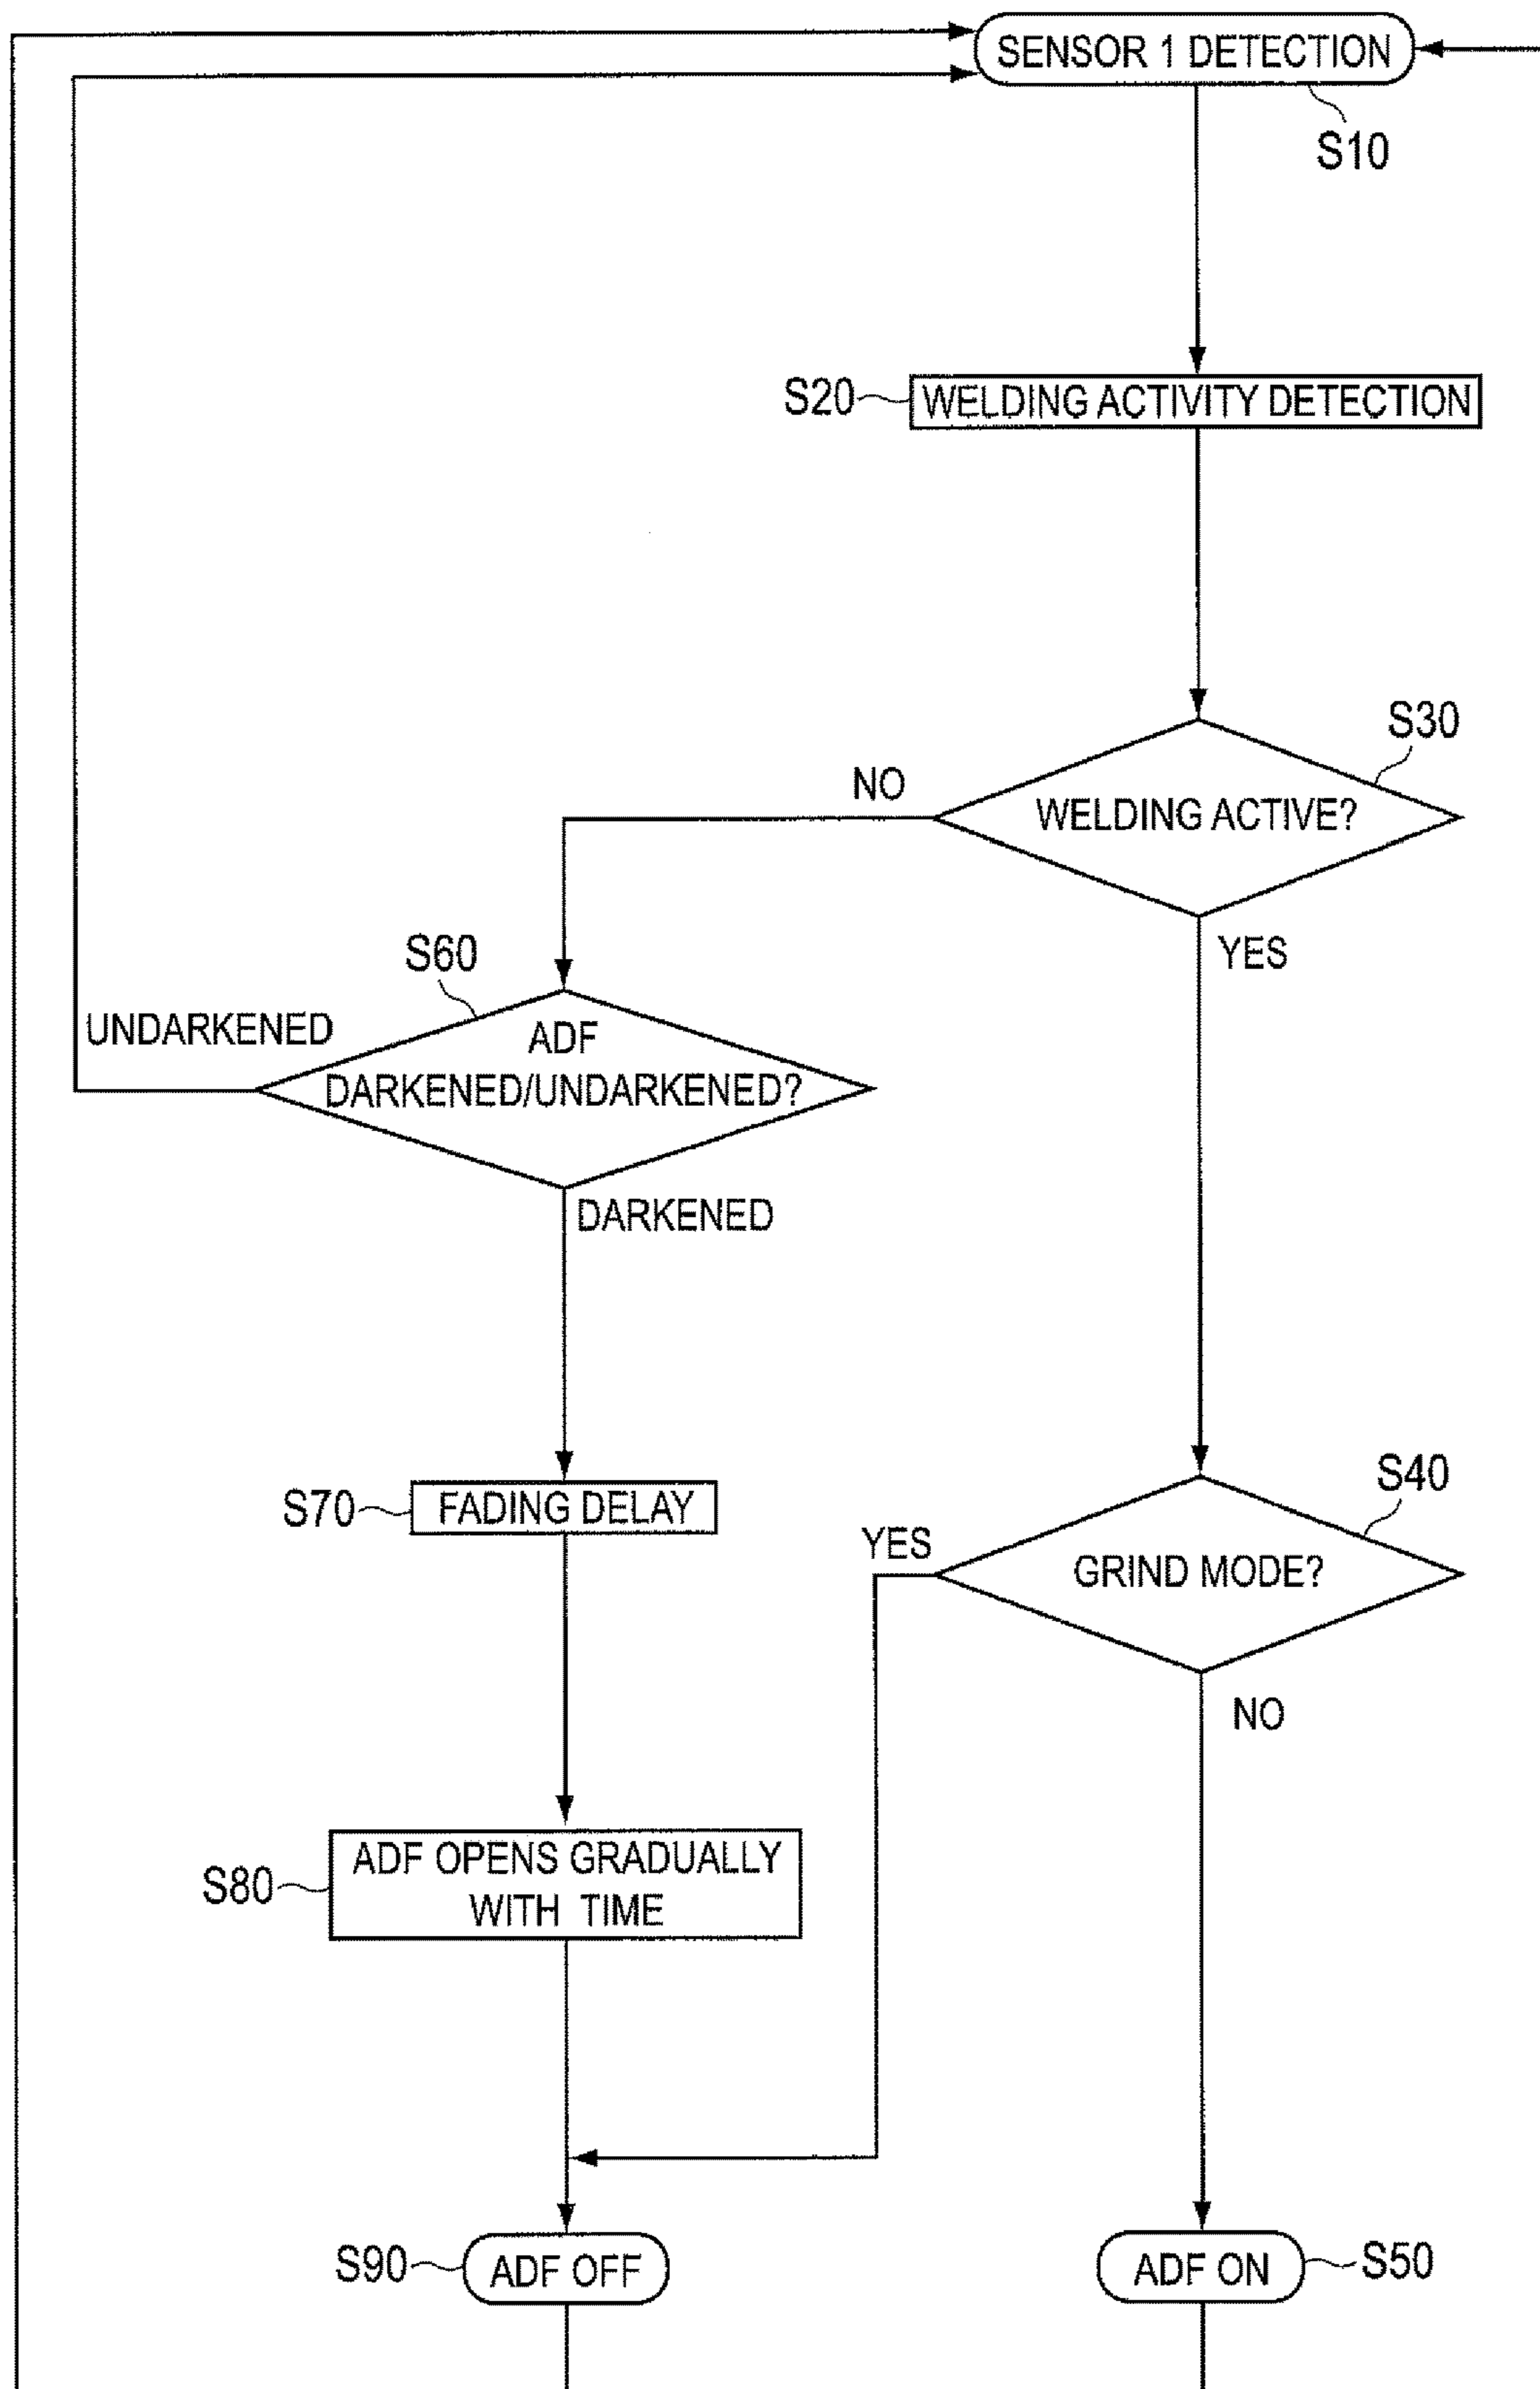 SENSOR 1 DETECTION
S10
S20
WELDING ACTIVITY DETECTION
S30
NO
WELDING ACTIVE?
YES
S60
UNDARKENED
ADF
DARKENED/UNDARKENED?
DARKENED
S40
S70
FADING DELAY
YES
GRIND MODE?
NO
S80
ADF OPENS GRADUALLY
WITH TIME
S90
ADF OFF
ADF ON
S50